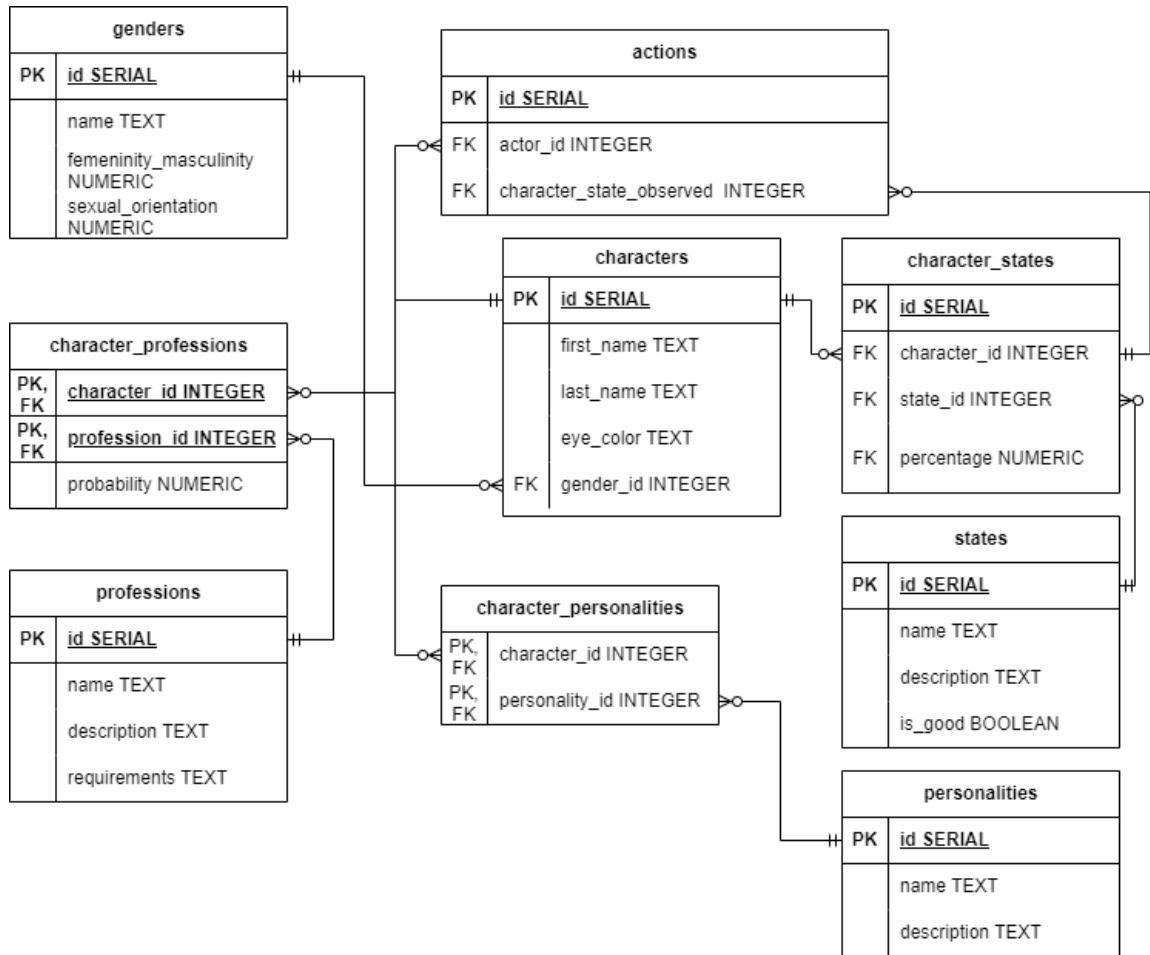 genders
PK id SERIAL
name TEXT
femeninity_masculinity
NUMERIC
sexual_orientation
NUMERIC
actions
PK id SERIAL
FK actor_id INTEGER
FK character_state_observed INTEGER
characters
PK id SERIAL
first_name TEXT
last_name TEXT
eye_color TEXT
FK gender_id INTEGER
character_states
PK id SERIAL
FK character_id INTEGER
FK state_id INTEGER
FK percentage NUMERIC
character_professions
PK,
FK character_id INTEGER
PK,
FK profession_id INTEGER
probability NUMERIC
states
PK id SERIAL
name TEXT
description TEXT
is_good BOOLEAN
professions
PK id SERIAL
name TEXT
description TEXT
requirements TEXT
character_personalities
PK,
FK character_id INTEGER
PK,
FK personality_id INTEGER
personalities
PK id SERIAL
name TEXT
description TEXT